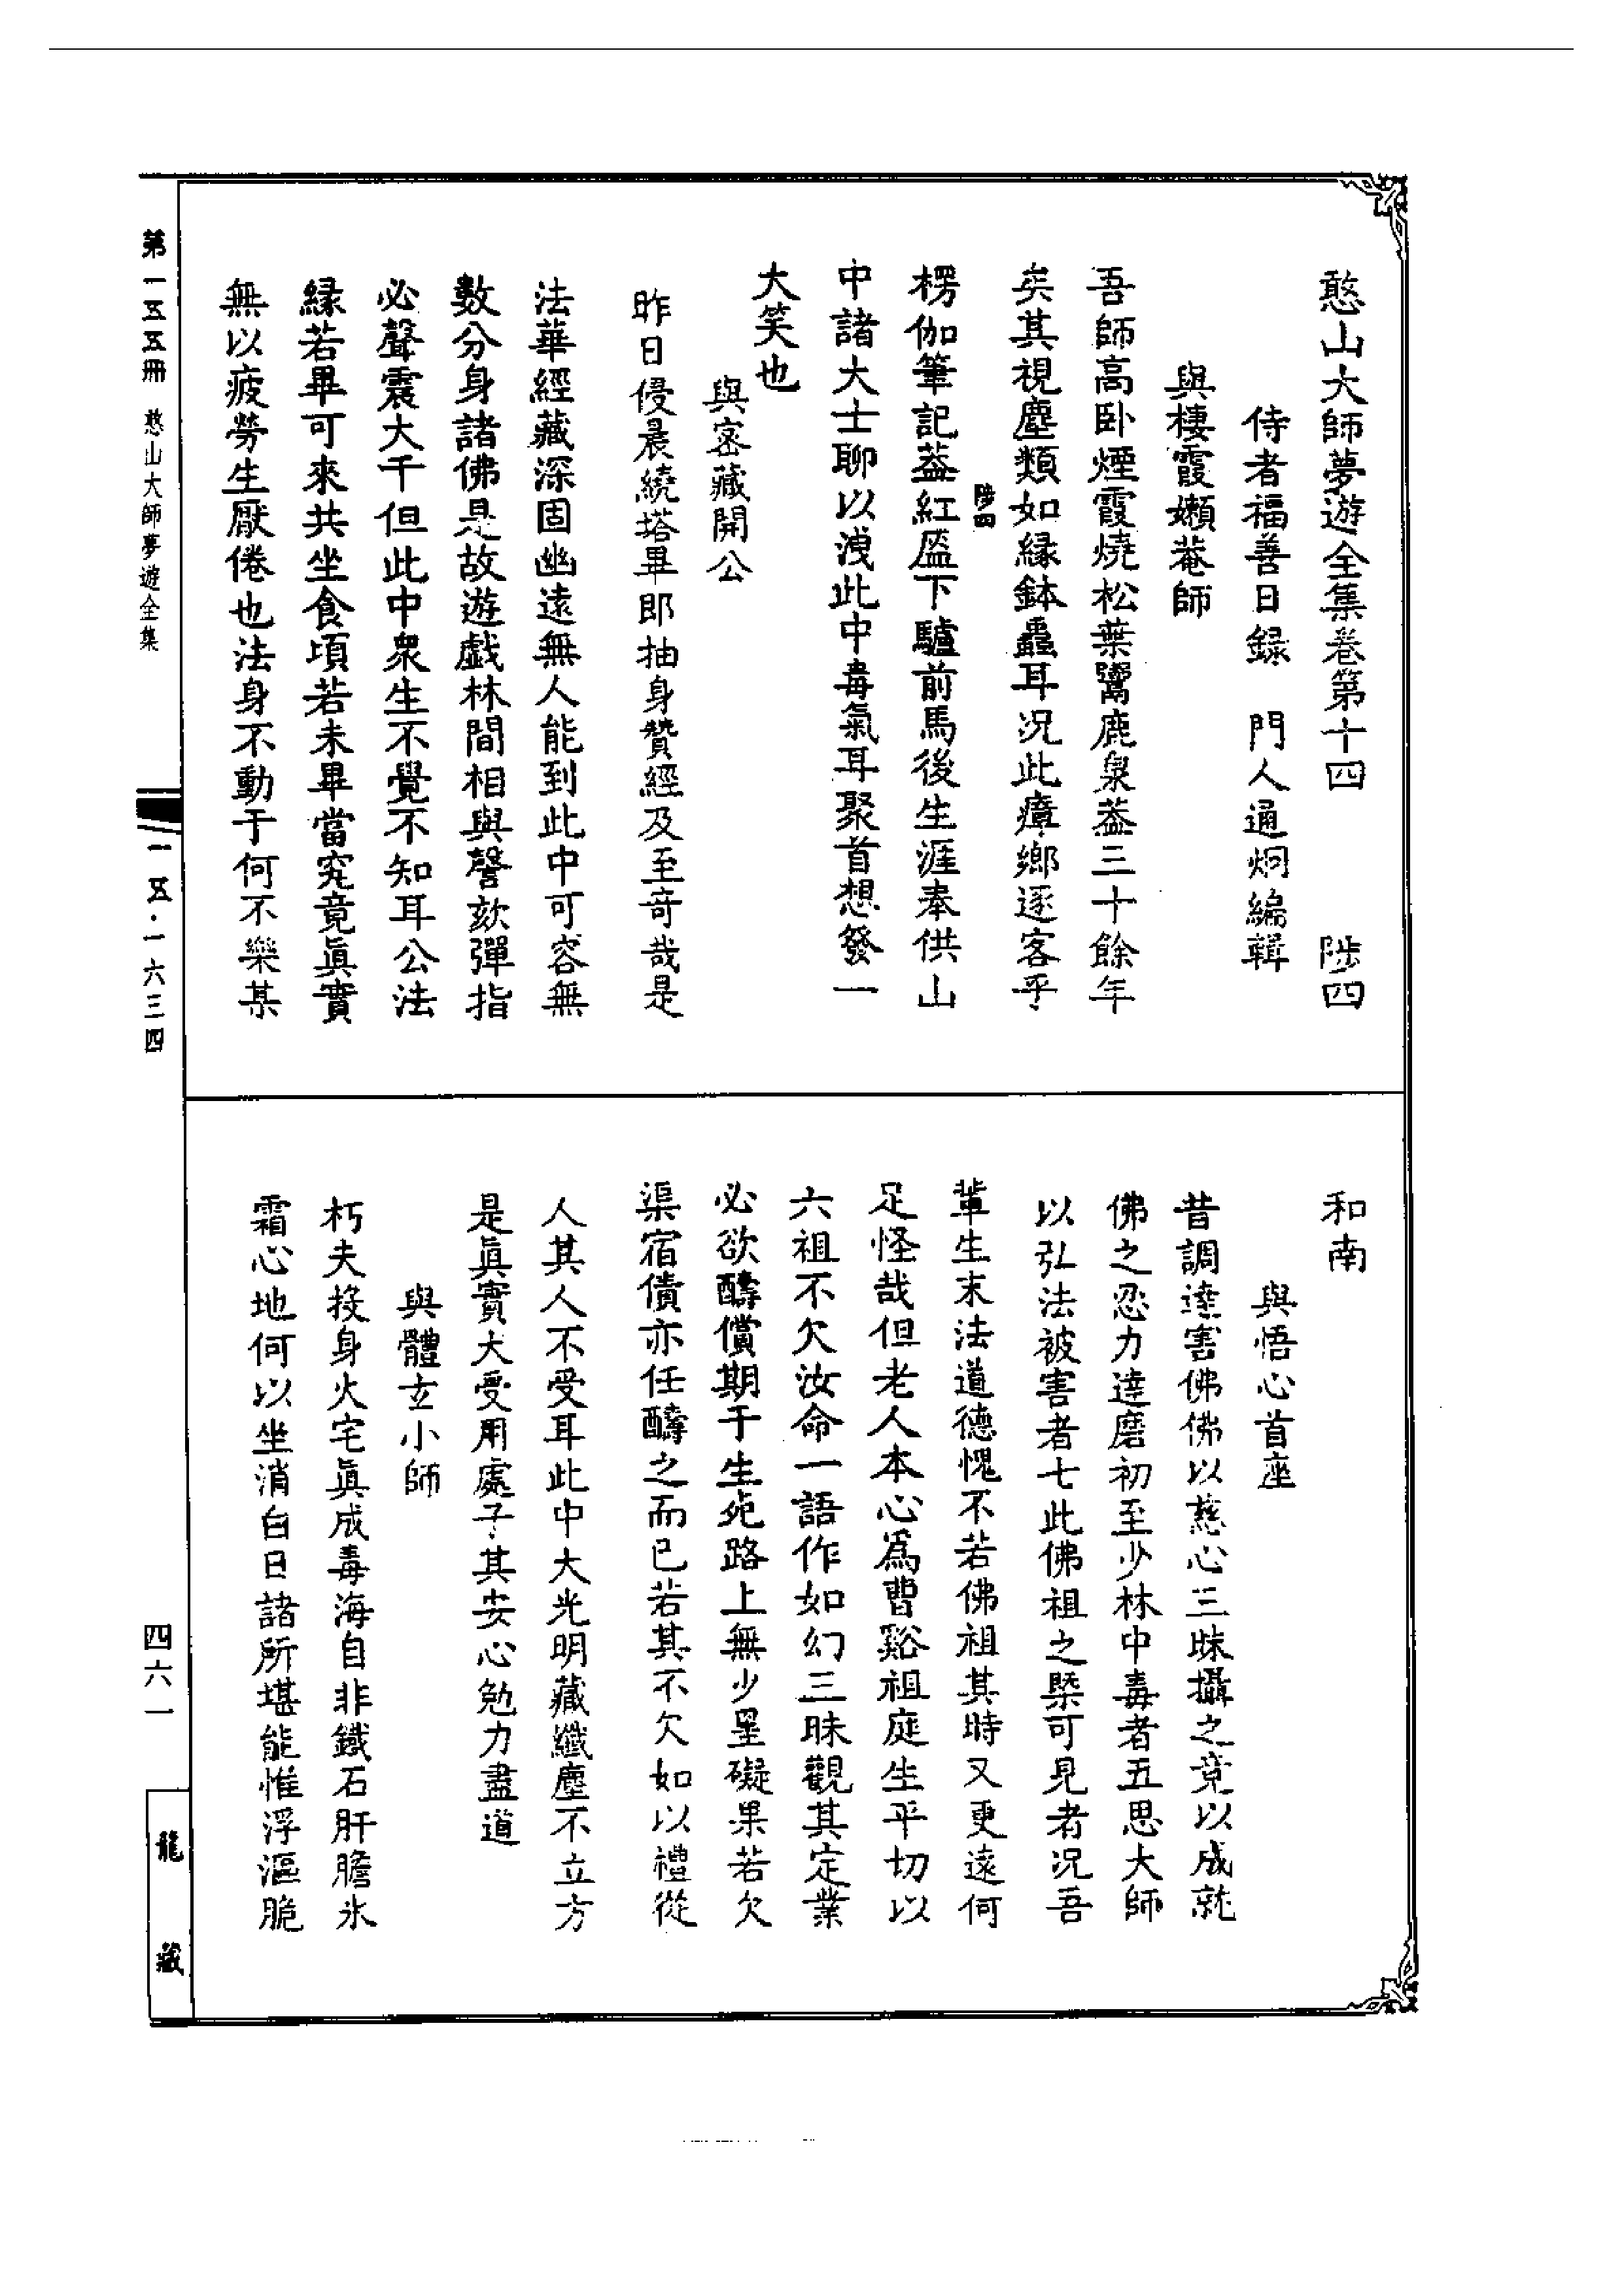 憨山大師夢遊全集卷第十四　陟四
侍者福善日録　門人通炯編輯
與棲霞嬾菴師
吾師高卧煙霞燒松葉鬻鹿泉葢三十餘年
矣其視塵類如緣鉢蟲耳况此瘴鄉逐客乎
陟四
楞伽筆記葢紅爐下驢前馬後生涯奉供山
中諸大士聊以洩此中毒氣耳聚首想發一
大笑也
與密藏開公
昨日侵晨繞塔畢即抽身贊經及至竒哉是
法華經藏深固幽遠無人能到此中可容無
數分身諸佛是故遊戲林間相與謦欬彈指
必聲震大千但此中衆生不覺不知耳公法
緣若畢可來共坐食頃若未畢當究竟眞實
無以疲勞生厭倦也法身不動于何不樂某
和南
與悟心首座
昔調達害佛佛以慈心三昧攝之竟以成就
佛之忍力達磨初至少林中毒者五思大師
以弘法被害者七此佛祖之槩可見者况吾
輩生末法道德愧不若佛祖其時又更遠何
足怪哉但老人本心爲曹谿祖庭生平切以
六祖不欠汝命一語作如幻三昧觀其定業
必欲醻償期于生死路上無少星礙果若欠
渠宿債亦任醻之而已若其不欠如以禮從
人其人不受耳此中大光明藏纖塵不立方
是眞實大受用處子其安心勉力盡道
與體玄小師
朽夫投身火宅眞成毒海自非鐵石肝膽氷
霜心地何以坐消白日諸所堪能惟浮漚脆
第一五五冊　憨山大師夢遊全集
一五·一六三四
四六一
龍藏